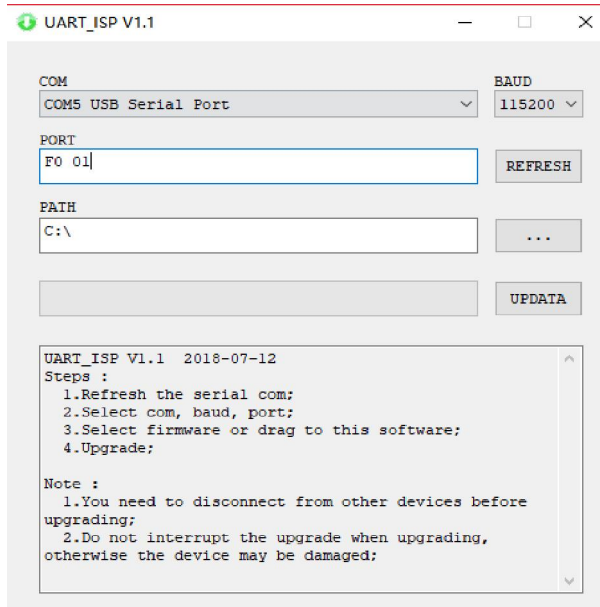 UART_ISP V1.1
COM
BAUD
COM5 USB Serial Port
115200
PORT
F0 01
REFRESH
PATH
C:\
...
UPDATA
UART_ISP V1.1  2018-07-12
Steps :
1.Refresh the serial com;
2.Select com, baud, port;
3.Select firmware or drag to this software;
4.Upgrade;
Note :
1.You need to disconnect from other devices before
upgrading;
2.Do not interrupt the upgrade when upgrading,
otherwise the device may be damaged;